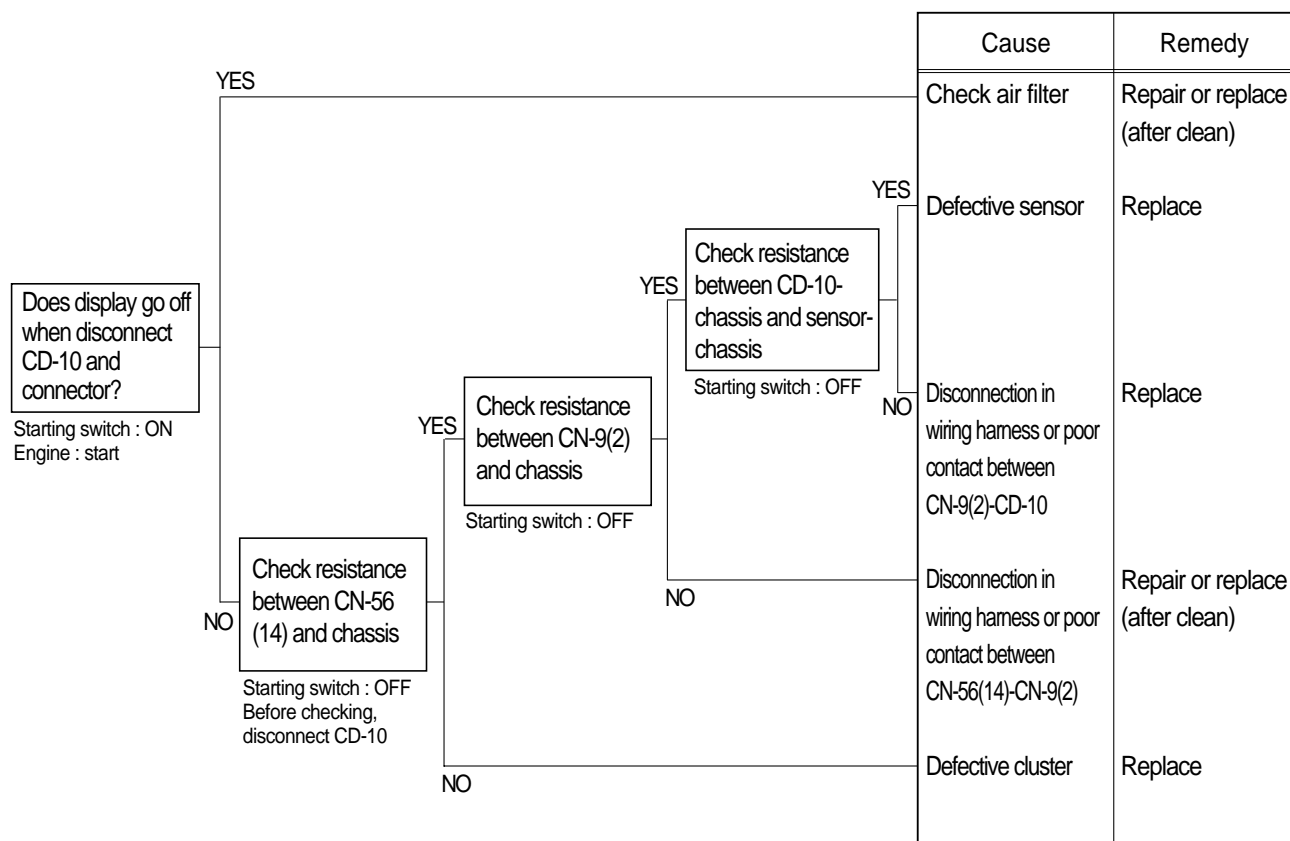 Cause
Remedy
YES
Check air filter
Repair or replace
(after clean)
YES
Defective sensor
Replace
Check resistance
between CD-10-
chassis and sensor-
chassis
YES
Starting switch : OFF
NO
Disconnection in
wiring harness or poor
contact between
CN-9(2)-CD-10
Replace
Does display go off
when disconnect
CD-10 and
connector?
Starting switch : ON
Engine : start
YES
Check resistance
between CN-9(2)
and chassis
Starting switch : OFF
NO
Disconnection in
wiring harness or poor
contact between
CN-56(14)-CN-9(2)
Repair or replace
(after clean)
NO
Check resistance
between CN-56
(14) and chassis
Starting switch : OFF
Before checking,
disconnect CD-10
NO
Defective cluster
Replace